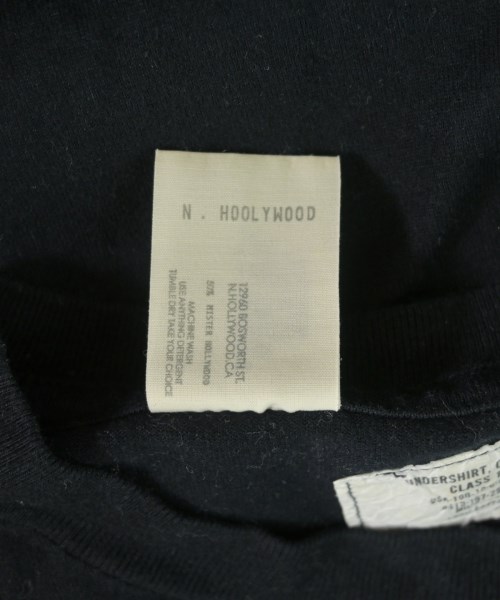 N. HOOLYWOOD
12960 BOSWORTH ST.
N.HOLLYWOOD.CA
80% MISTER HOLLYWOOD
MACHINE WASH
USE ANYTHING DETERGENT
TUMBLE DRY TAKE YOUR CHOICE
UNDERSHIRT,
CLASS